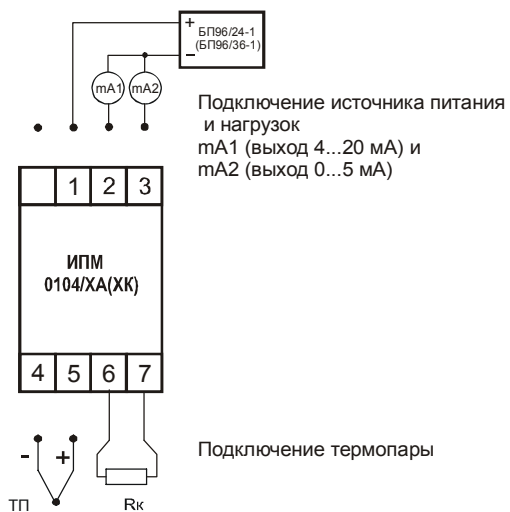 +
БП96/24-1
(БП96/36-1)
–
mA1 mA2
Подключение источника питания
и нагрузок
mA1 (выход 4...20 мА) и
mA2 (выход 0...5 мА)
1 2 3
ИПМ
0104/ХА(ХК)
4 5 6 7
- +
Подключение термопары
ТП Rк